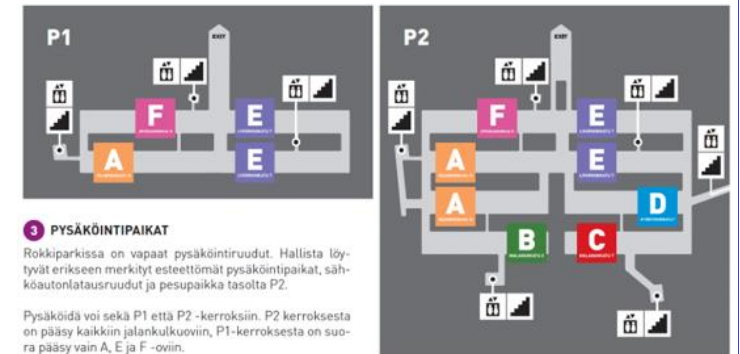 P1
EXIT
F
E
A
E
3 PYSÄKÖINTIPAIKAT
Rokkiparkissa on vapaat pysäköintiruudut. Hallista löy-
tyvät erikseen merkityt esteettömät pysäköintipaikat, säh-
köautonlatausruudut ja pesupaikka tasolta P2.
Pysäköidä voi sekä P1 että P2 -kerroksiin. P2 kerroksesta
on pääsy kaikkiin jalankulkuoviin, P1-kerroksesta on suo-
ra pääsy vain A, E ja F -oviin.
P2
EXIT
F
E
A
E
A
D
B
C